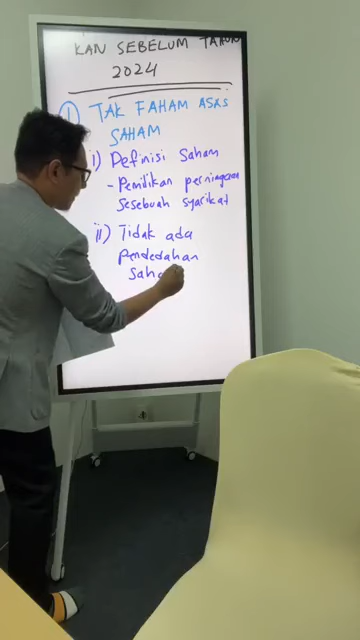 KAN SEBELUM TAHUN
2024
1 TAK FAHAM ASAS
SAHAM
i) Definisi Saham
- Pemilikan perniagaan
sesebuah syarikat
ii) Tidak ada
pendedahan
Saha